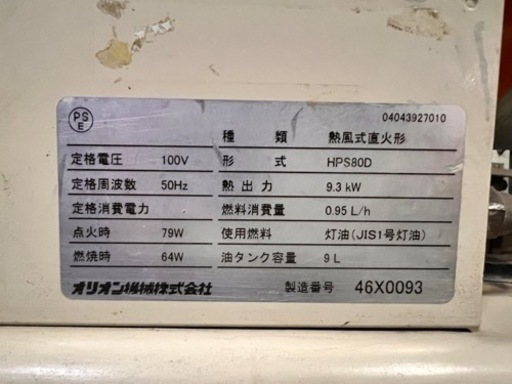 PS
E
04043927010
種類 熱風式直火形
定格電圧 100V 形式 HPS80D
定格周波数 50Hz 熱出力 9.3 kW
定格消費電力 燃料消費量 0.95 L/h
点火時 79W 使用燃料 灯油(JIS1号灯油)
燃焼時 64W 油タンク容量 9 L
オリオン機械株式会社 製造番号 46X0093